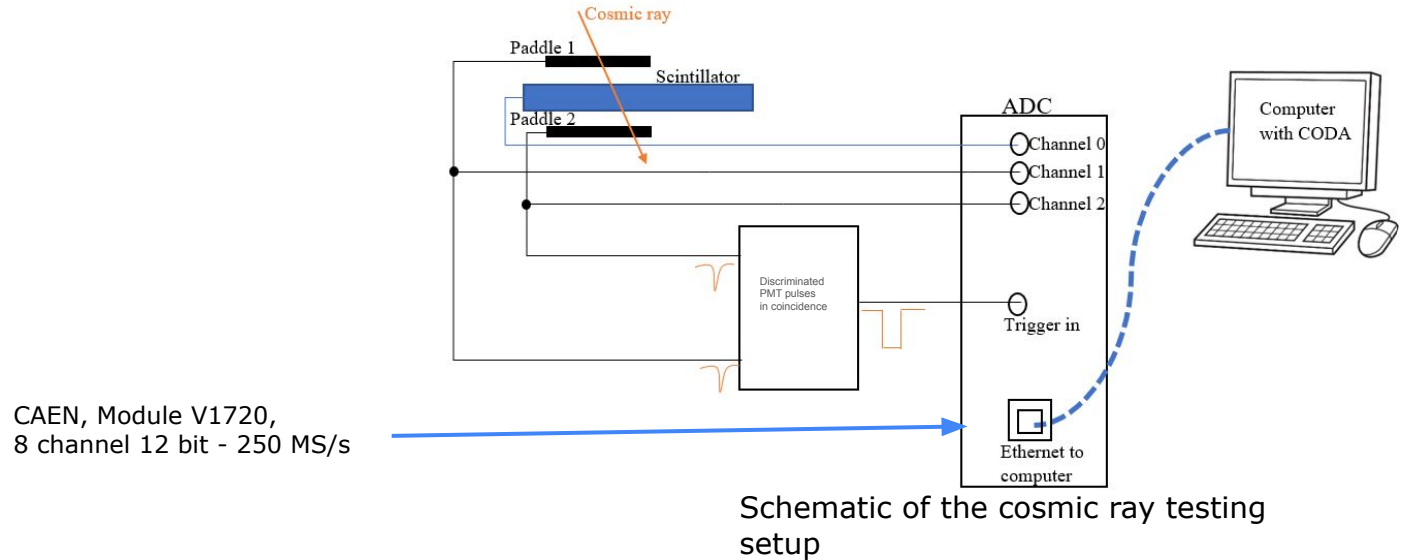 Cosmic ray
Paddle 1
Scintillator
Paddle 2
ADC
Channel 0
Channel 1
Channel 2
Discriminated
PMT pulses
in coincidence
Trigger in
Ethernet to
computer
Computer
with CODA
CAEN, Module V1720,
8 channel 12 bit - 250 MS/s
Schematic of the cosmic ray testing
setup